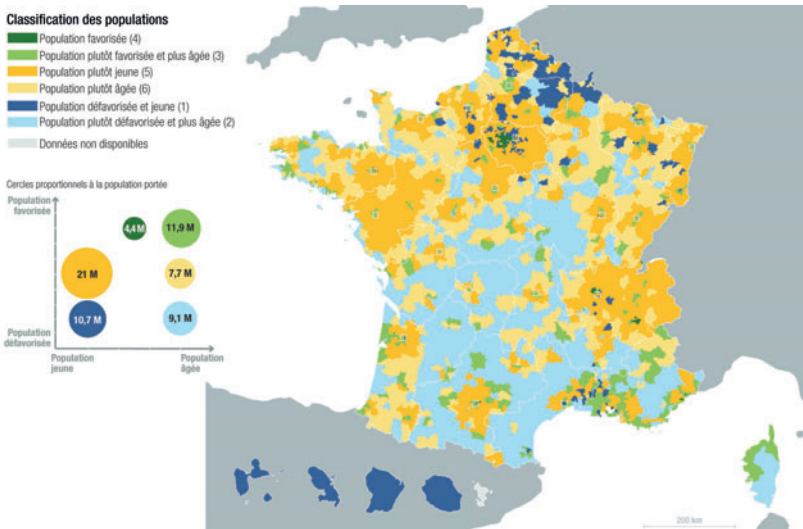 Classification des populations
Population favorisée (4)
Population plutôt favorisée et plus âgée (3)
Population plutôt jeune (5)
Population plutôt âgée (6)
Population défavorisée et jeune (1)
Population plutôt défavorisée et plus âgée (2)
Données non disponibles
Cercles proportionnels à la population portée
Population
favorisée
4,4 M
11,9 M
21 M
7,7 M
10,7 M
9,1 M
Population
défavorisée
Population
jeune
Population
âgée
200 km